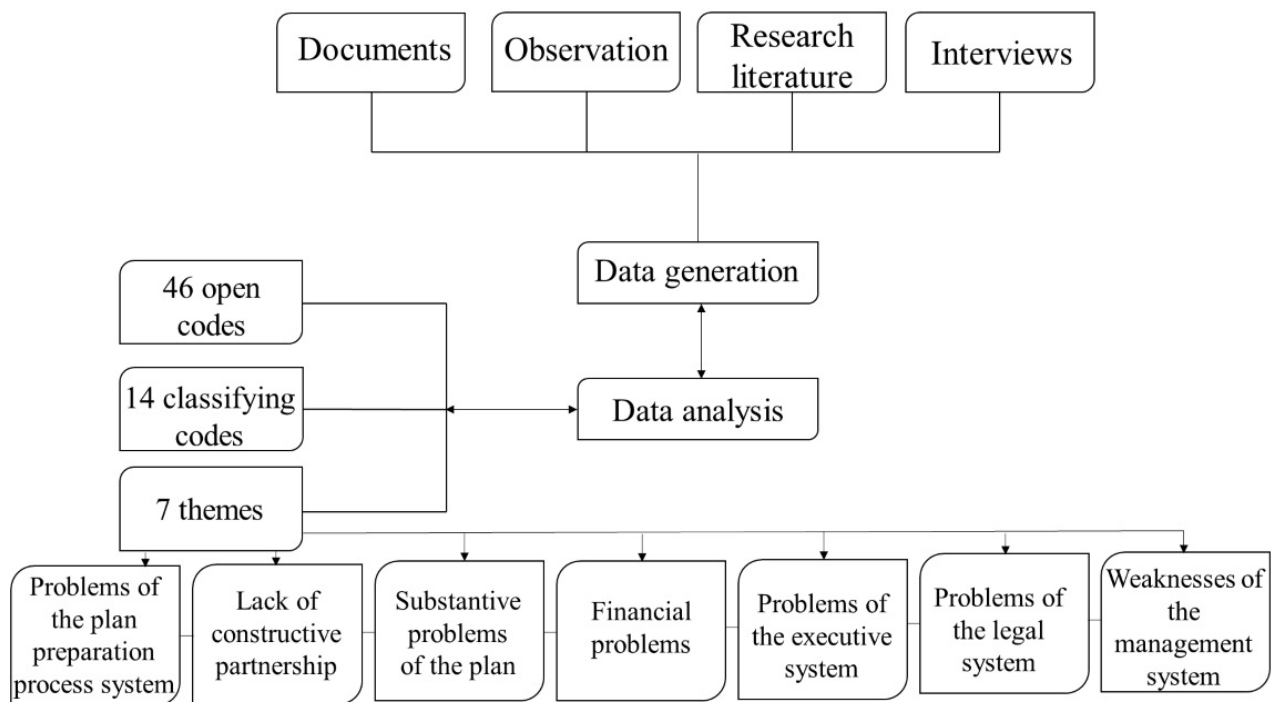 Documents
Observation
Research
literature
Interviews
Data generation
46 open
codes
14 classifying
codes
Data analysis
7 themes
Problems of
the plan
preparation
process system
Lack of
constructive
partnership
Substantive
problems
of the plan
Financial
problems
Problems of
the executive
system
Problems of
the legal
system
Weaknesses of
the
management
system